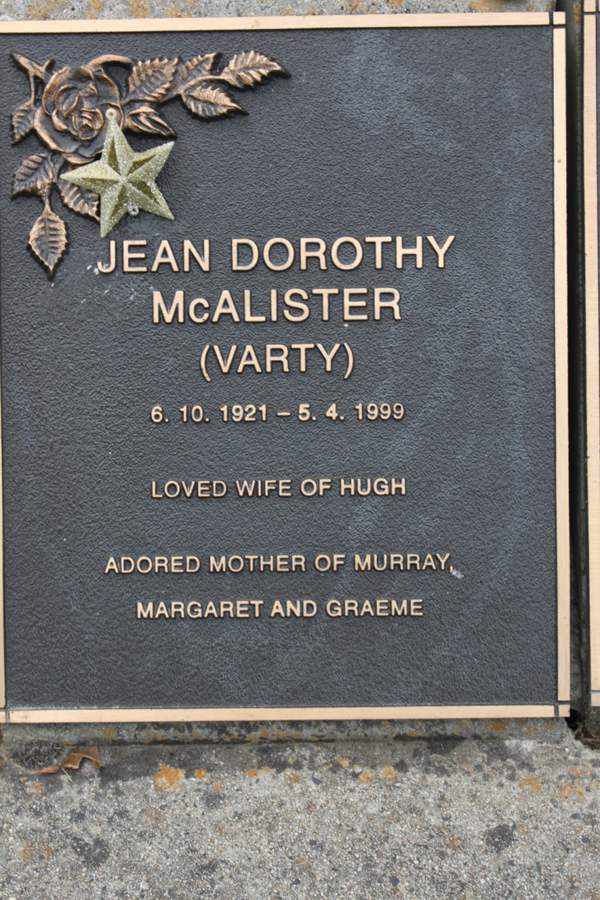 JEAN DOROTHY
McALISTER
(VARTY)
6. 10. 1921 – 5. 4. 1999
LOVED WIFE OF HUGH
ADORED MOTHER OF MURRAY,
MARGARET AND GRAEME